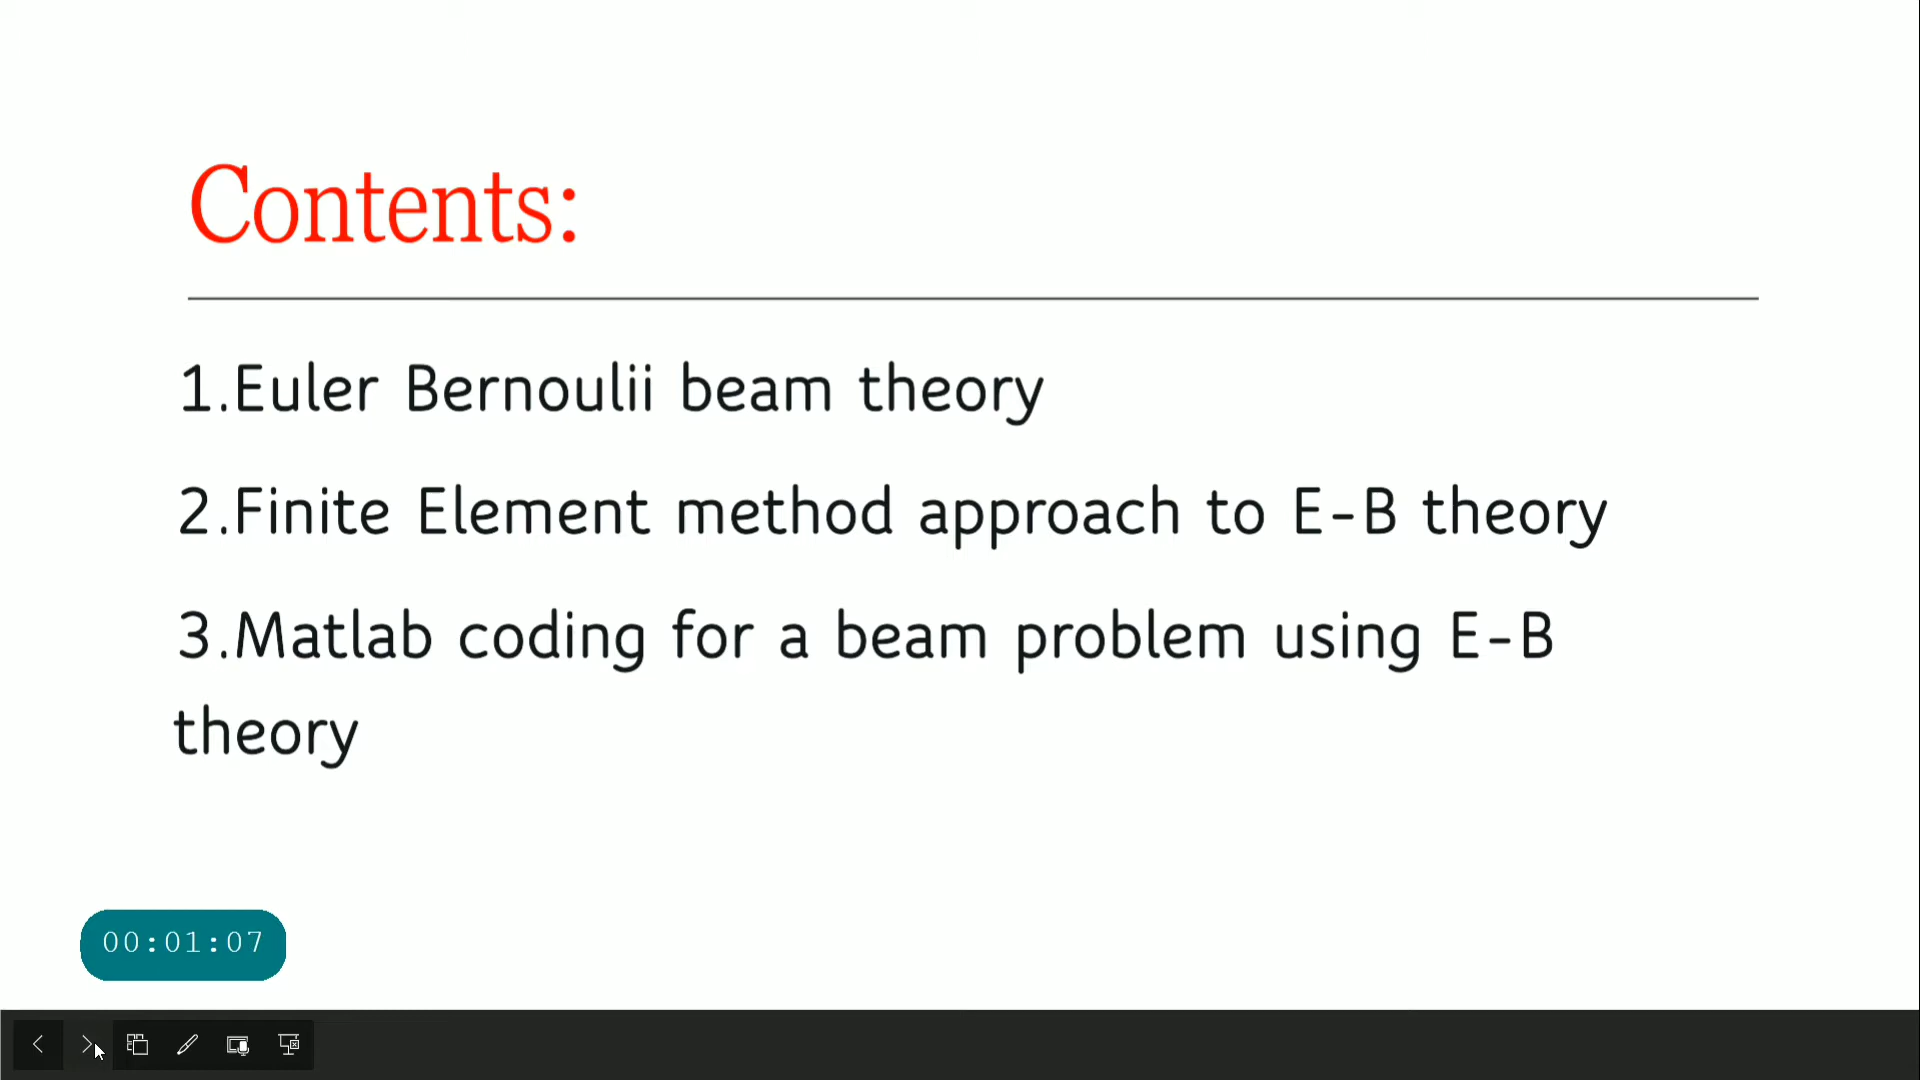 Contents:
1.Euler Bernoulii beam theory
2.Finite Element method approach to E-B theory
3.Matlab coding for a beam problem using E-B
theory
00:01:07